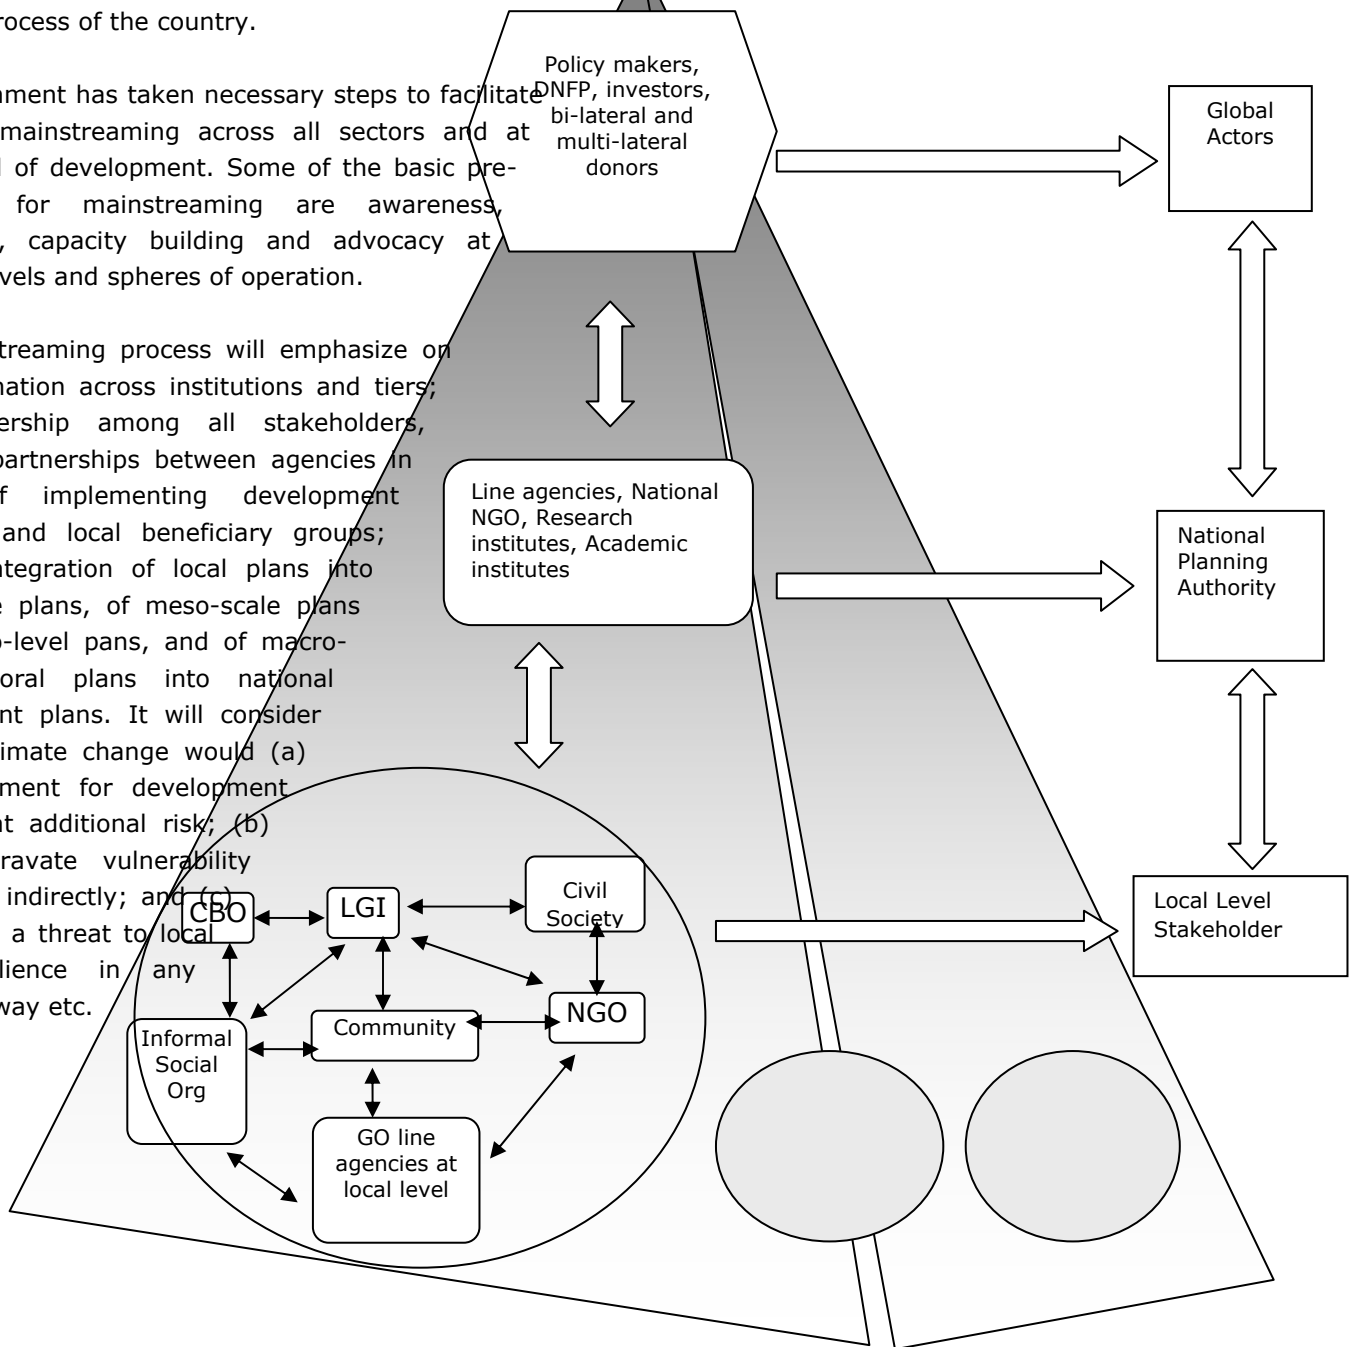 rocess of the country.
nment has taken necessary steps to facilitate
mainstreaming across all sectors and at
l of development. Some of the basic pre-
for mainstreaming are awareness,
, capacity building and advocacy at
vels and spheres of operation.
streaming process will emphasize on
nation across institutions and tiers;
ership among all stakeholders,
partnerships between agencies in
f implementing development
and local beneficiary groups;
ntegration of local plans into
e plans, of meso-scale plans
o-level pans, and of macro-
oral plans into national
nt plans. It will consider
limate change would (a)
ment for development
at additional risk; (b)
ravate vulnerability
indirectly; and (c)
a threat to local
lience in any
way etc.
Policy makers,
DNFP, investors,
bi-lateral and
multi-lateral
donors
Global
Actors
Line agencies, National
NGO, Research
institutes, Academic
institutes
National
Planning
Authority
Local Level
Stakeholder
CBO
LGI
Civil
Society
Informal
Social
Org
Community
NGO
GO line
agencies at
local level